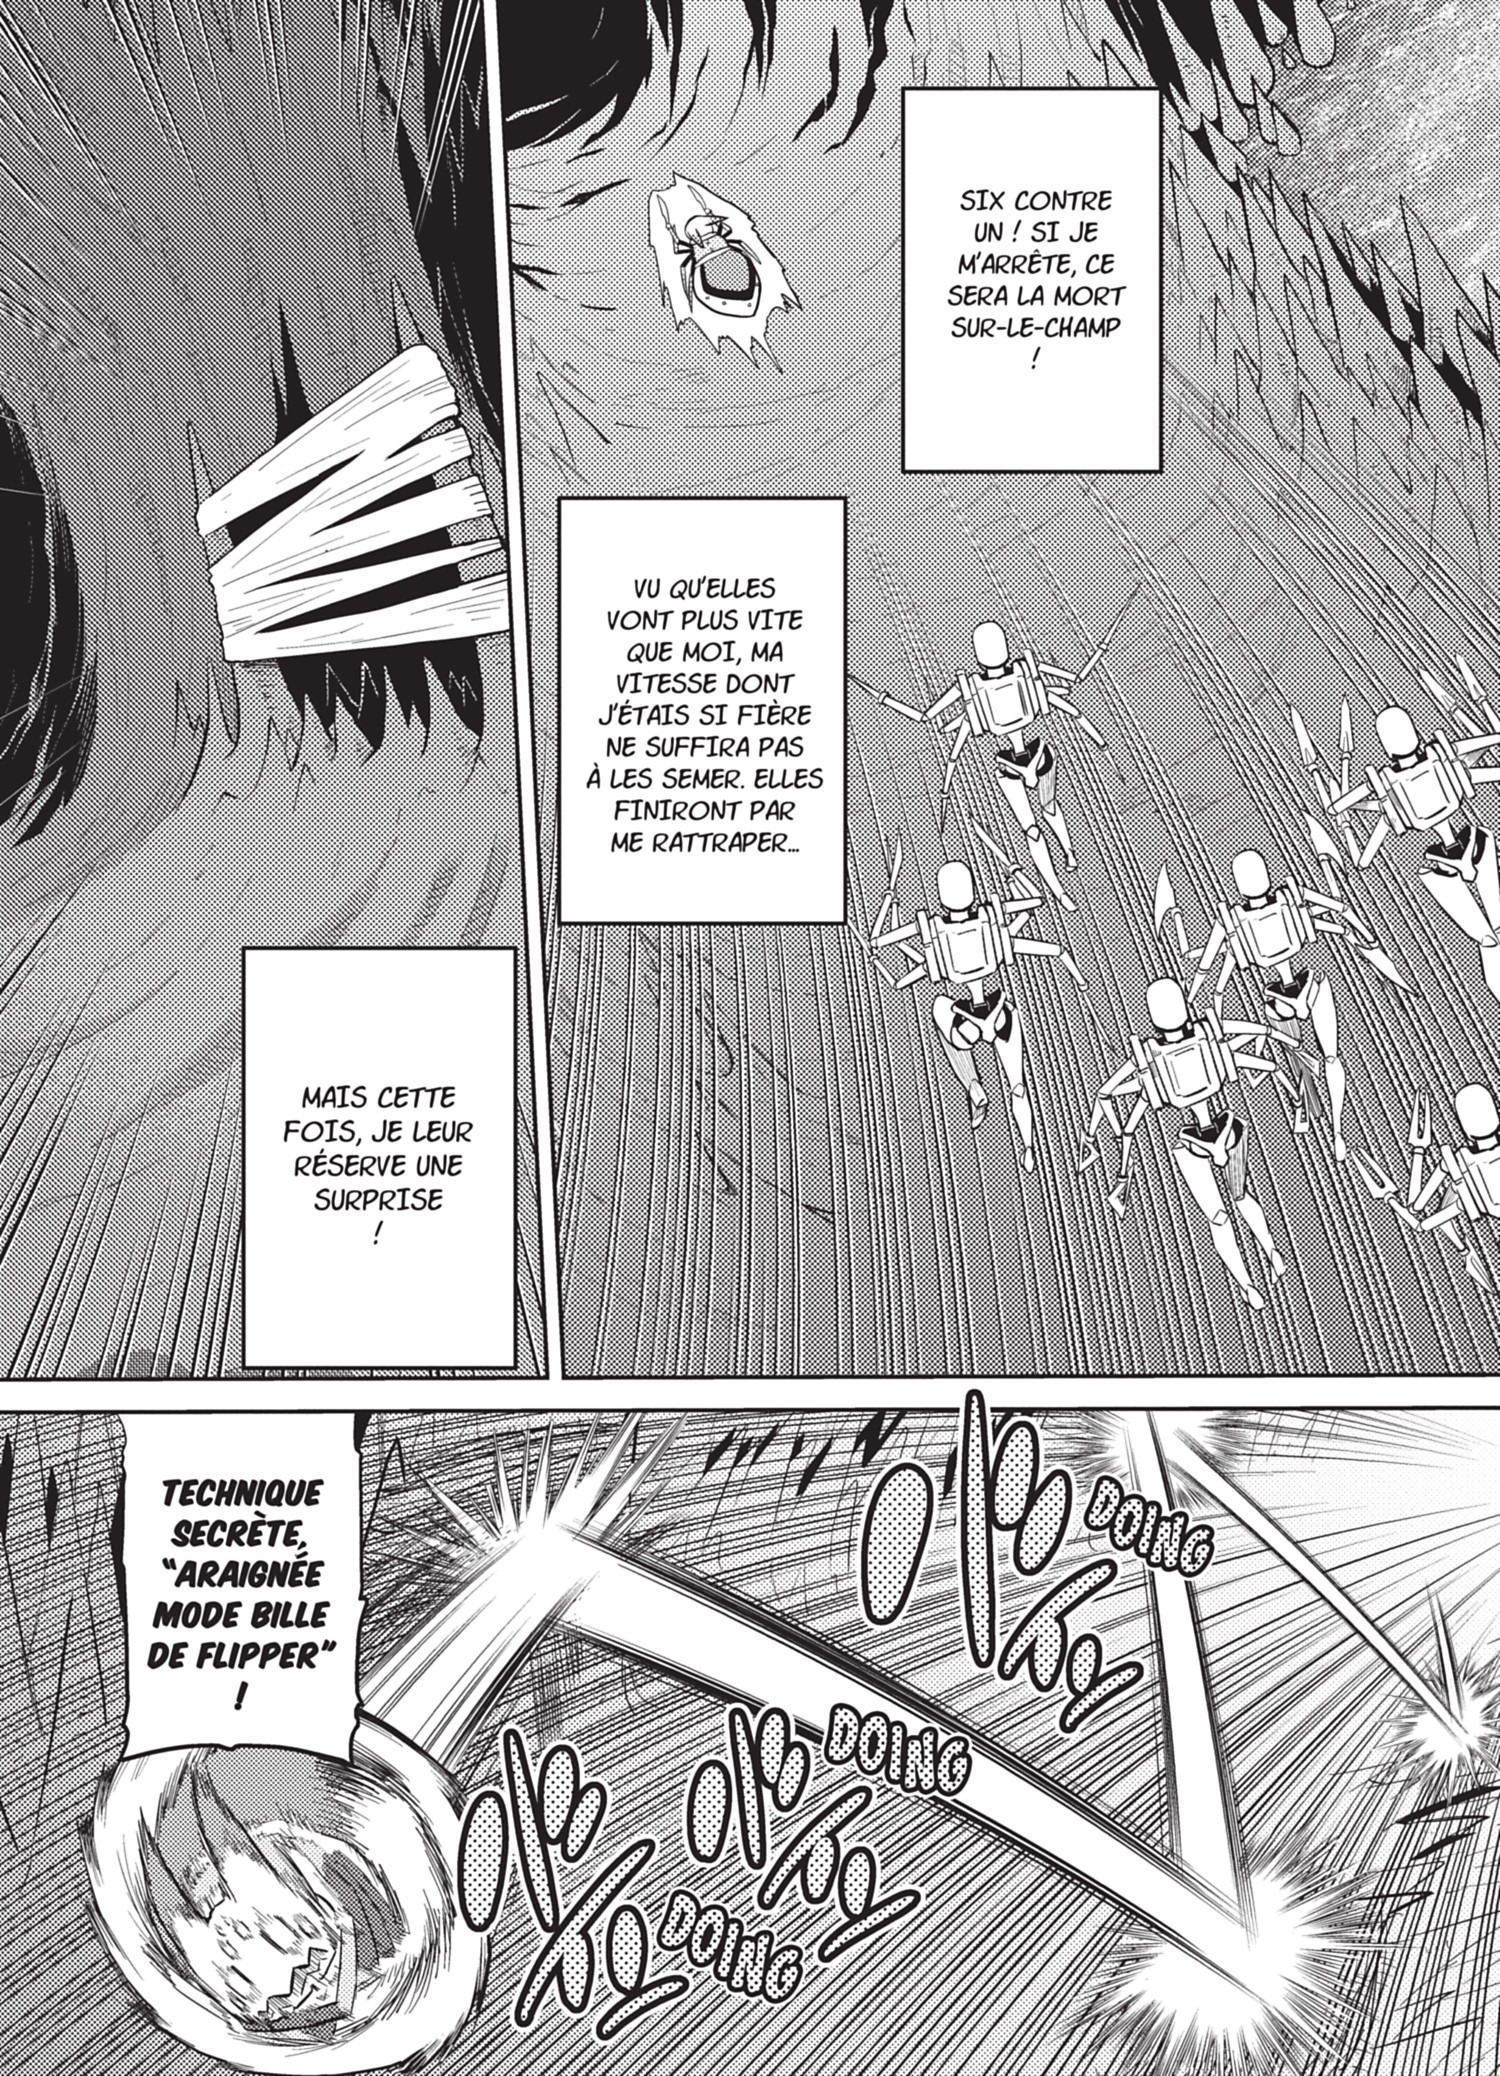 SIX CONTRE
UN ! SI JE
M'ARRÊTE, CE
SERA LA MORT
SUR-LE-CHAMP
!
VU QU'ELLES
VONT PLUS VITE
QUE MOI, MA
VITESSE DONT
J'ÉTAIS SI FIÈRE
NE SUFFIRA PAS
À LES SEMER. ELLES
FINIRONT PAR
ME RATTRAPER...
MAIS CETTE
FOIS, JE LEUR
RÉSERVE UNE
SURPRISE
!
DOING
DOING
DOING
DOING
TECHNIQUE
SECRÈTE,
"ARAIGNÉE
MODE BILLE
DE FLIPPER"
!